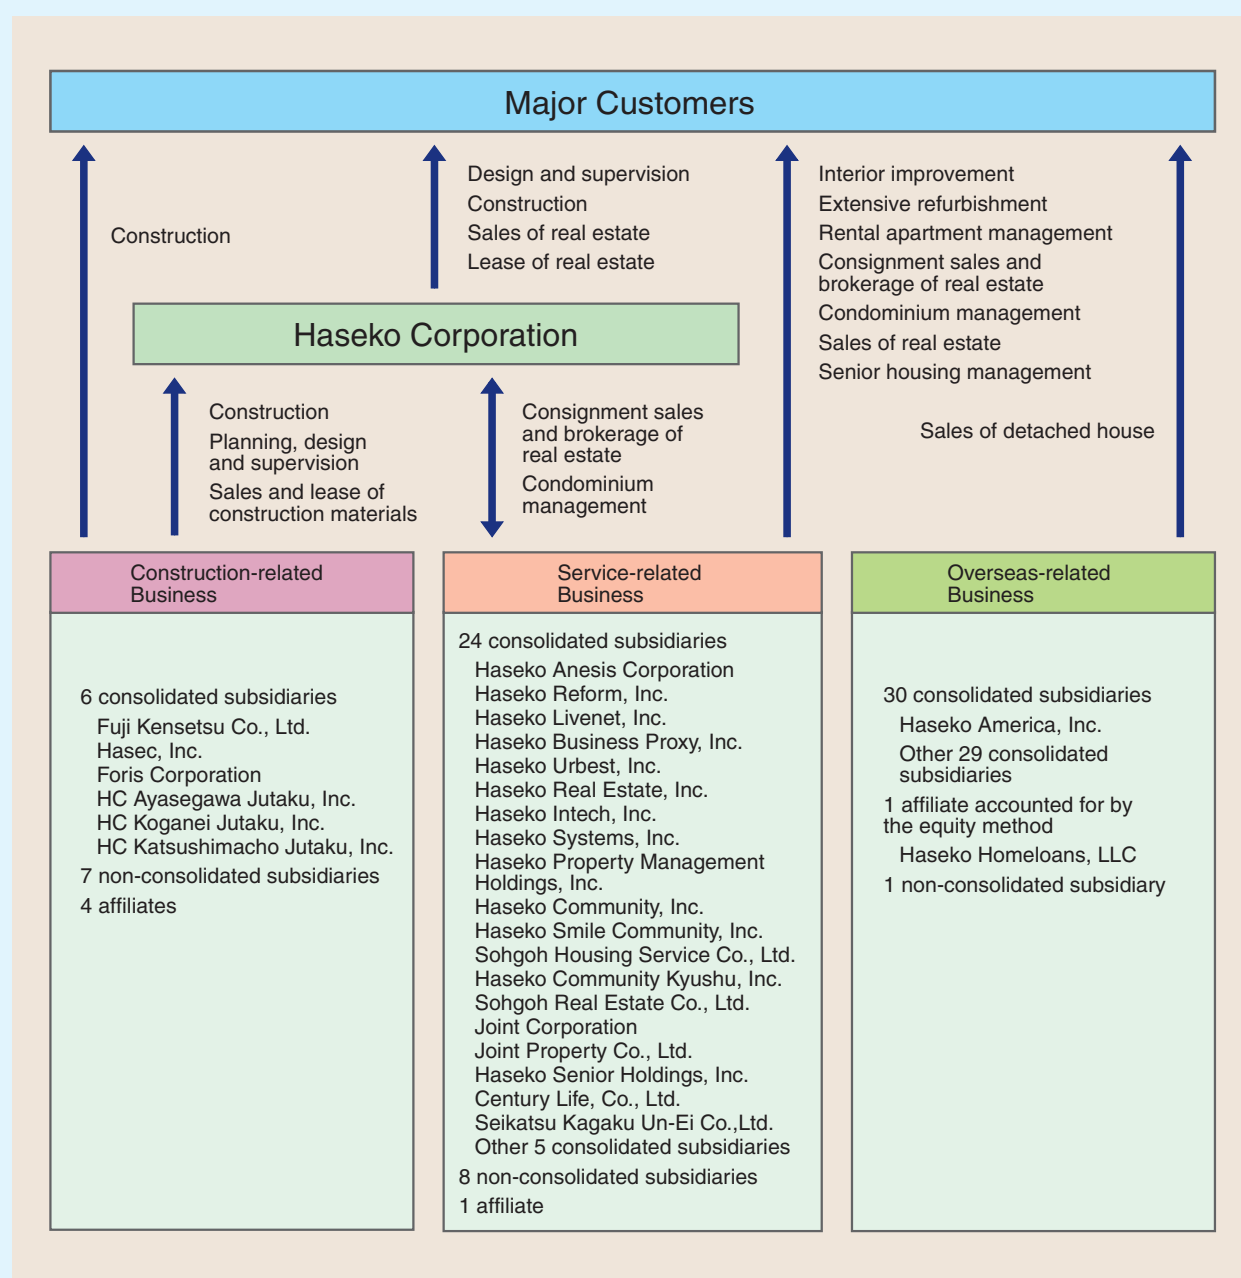 Major Customers
Construction
Design and supervision
Construction
Sales of real estate
Lease of real estate
Interior improvement
Extensive refurbishment
Rental apartment management
Consignment sales and
brokerage of real estate
Condominium management
Sales of real estate
Senior housing management
Sales of detached house
Haseko Corporation
Construction
Planning, design
and supervision
Sales and lease of
construction materials
Consignment sales
and brokerage of
real estate
Condominium
management
Construction-related
Business
6 consolidated subsidiaries
Fuji Kensetsu Co., Ltd.
Hasec, Inc.
Foris Corporation
HC Ayasegawa Jutaku, Inc.
HC Koganei Jutaku, Inc.
HC Katsushimacho Jutaku, Inc.
7 non-consolidated subsidiaries
4 affiliates
Service-related
Business
24 consolidated subsidiaries
Haseko Anesis Corporation
Haseko Reform, Inc.
Haseko Livenet, Inc.
Haseko Business Proxy, Inc.
Haseko Urbest, Inc.
Haseko Real Estate, Inc.
Haseko Intech, Inc.
Haseko Systems, Inc.
Haseko Property Management
Holdings, Inc.
Haseko Community, Inc.
Haseko Smile Community, Inc.
Sohgoh Housing Service Co., Ltd.
Haseko Community Kyushu, Inc.
Sohgoh Real Estate Co., Ltd.
Joint Corporation
Joint Property Co., Ltd.
Haseko Senior Holdings, Inc.
Century Life, Co., Ltd.
Seikatsu Kagaku Un-Ei Co.,Ltd.
Other 5 consolidated subsidiaries
8 non-consolidated subsidiaries
1 affiliate
Overseas-related
Business
30 consolidated subsidiaries
Haseko America, Inc.
Other 29 consolidated
subsidiaries
1 affiliate accounted for by
the equity method
Haseko Homeloans, LLC
1 non-consolidated subsidiary